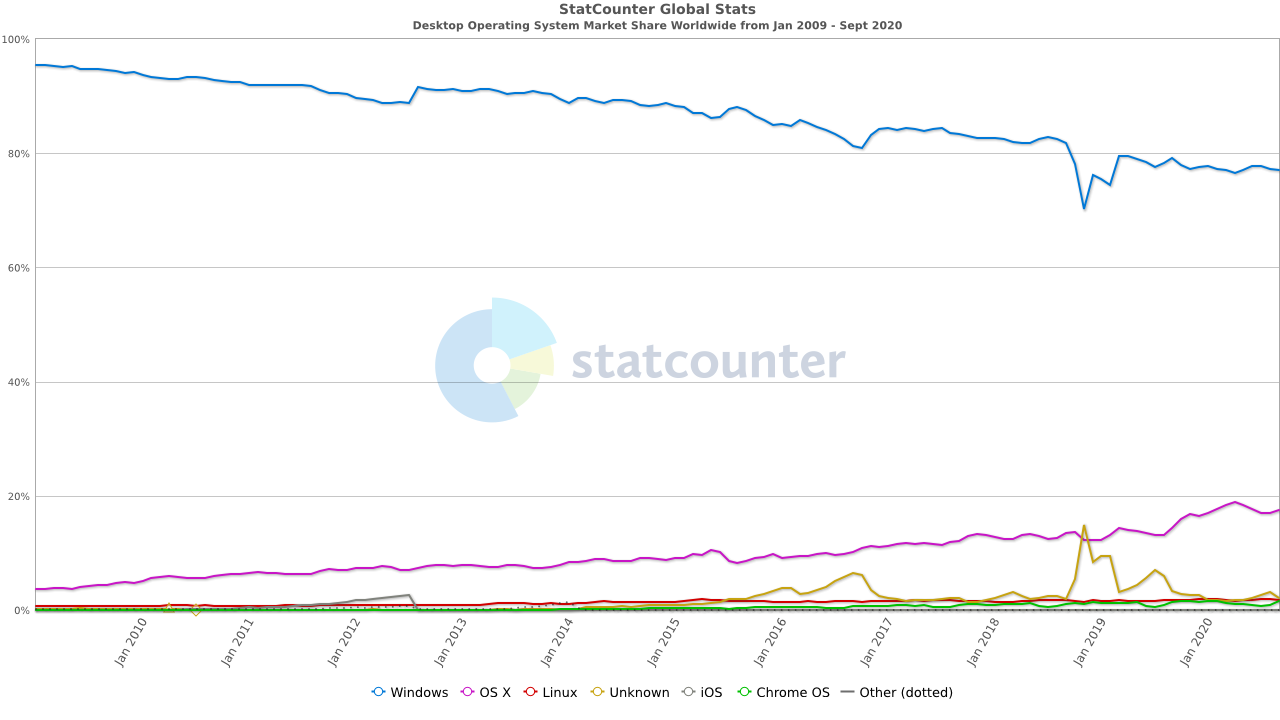 StatCounter Global Stats
Desktop Operating System Market Share Worldwide from Jan 2009 - Sept 2020
100%
80%
60%
statcounter
40%
20%
0%
Jan 2010 Jan 2011 Jan 2012 Jan 2013 Jan 2014 Jan 2015 Jan 2016 Jan 2017 Jan 2018 Jan 2019 Jan 2020
Windows OS X Linux Unknown iOS Chrome OS Other (dotted)